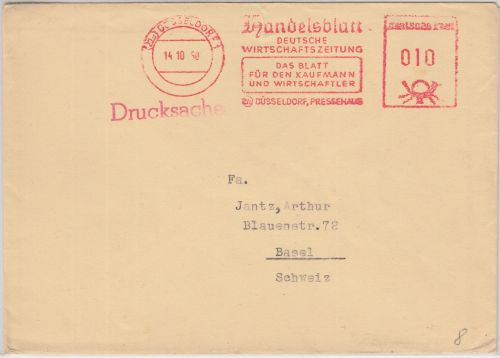 DÜSSELDORF 1
14.10.50
Handelsblatt
DEUTSCHE
WIRTSCHAFTSZEITUNG
DAS BLATT
FÜR DEN KAUFMANN
UND WIRTSCHAFTLER
DÜSSELDORF, PRESSEHAUS
010
Drucksache
Fa.
Jantz,Arthur
Blauenstr.72
Basel
Schweiz
8